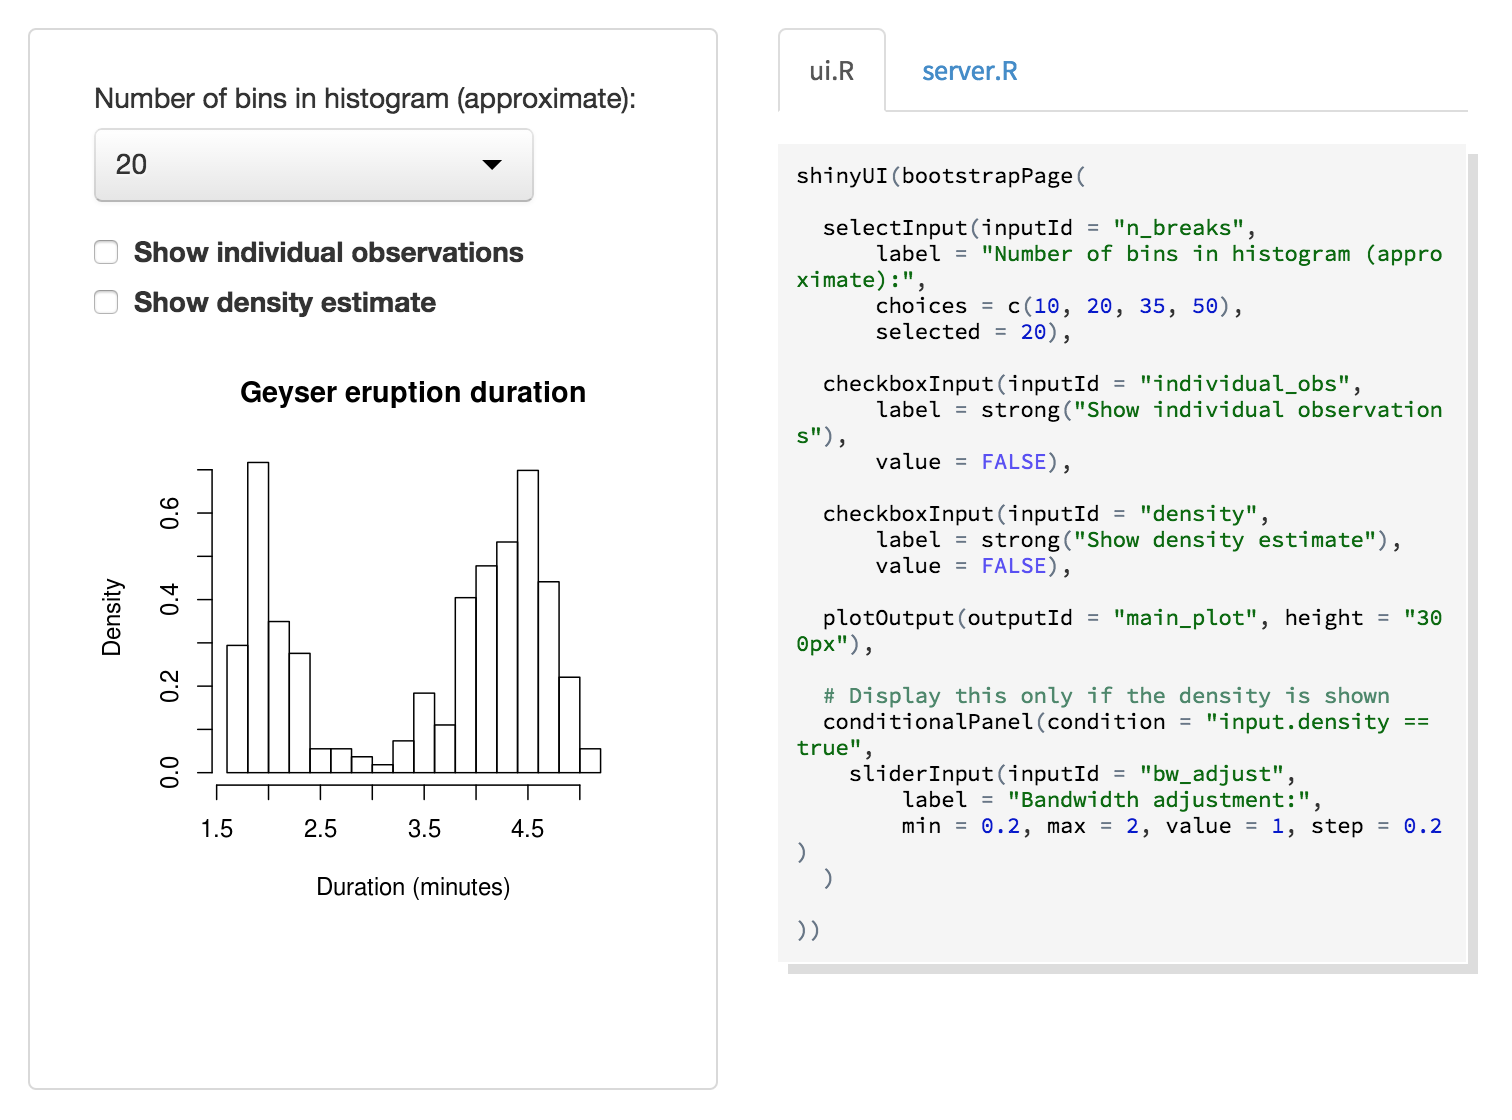 Number of bins in histogram (approximate):
20
Show individual observations
Show density estimate
Geyser eruption duration
Density
0.0
0.2
0.4
0.6
1.5 2.5 3.5 4.5
Duration (minutes)
ui.R server.R
shinyUI(bootstrapPage(
  selectInput(inputId = "n_breaks",
      label = "Number of bins in histogram (appro
ximate):",
      choices = c(10, 20, 35, 50),
      selected = 20),
  checkboxInput(inputId = "individual_obs",
      label = strong("Show individual observation
s"),
      value = FALSE),
  checkboxInput(inputId = "density",
      label = strong("Show density estimate"),
      value = FALSE),
  plotOutput(outputId = "main_plot", height = "30
0px"),
  # Display this only if the density is shown
  conditionalPanel(condition = "input.density ==
true",
    sliderInput(inputId = "bw_adjust",
        label = "Bandwidth adjustment:",
        min = 0.2, max = 2, value = 1, step = 0.2
)
  )
))